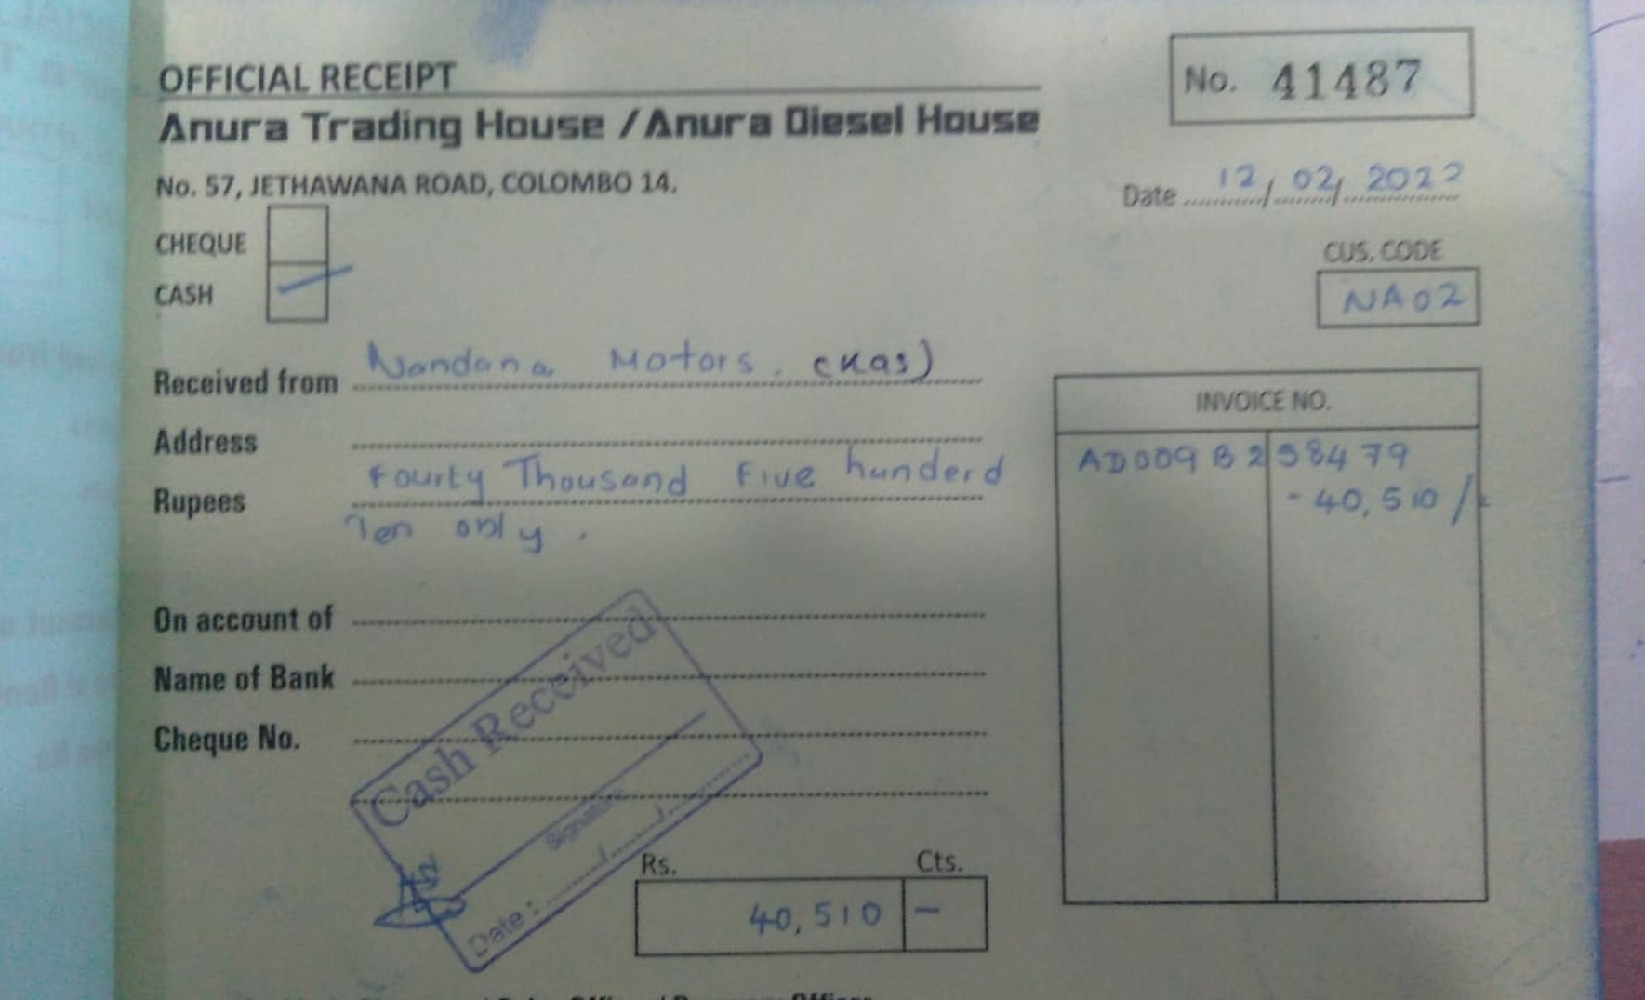 OFFICIAL RECEIPT
No. 41487
Anura Trading House / Anura Diesel House
No. 57, JETHAWANA ROAD, COLOMBO 14.
Date 12/02/2022
CHEQUE
CUS. CODE
CASH
NA02
Received from Nandana Motors. (Kas)
INVOICE NO.
Address
AD009B258479
Rupees Fourty Thousand Five hunderd
- 40,510/
Ten only.
On account of
Name of Bank
Cheque No.
Cash Received
Signature
Date :
Rs. Cts.
40,510 –